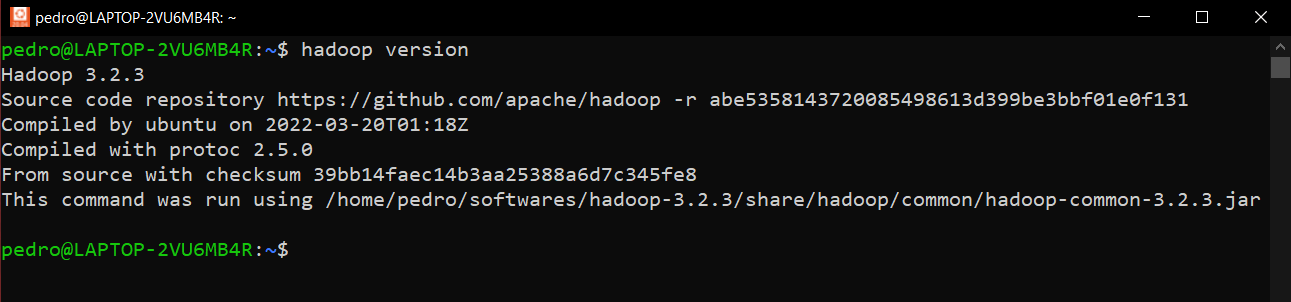 pedro@LAPTOP-2VU6MB4R: ~
pedro@LAPTOP-2VU6MB4R:~$ hadoop version
Hadoop 3.2.3
Source code repository https://github.com/apache/hadoop -r abe5358143720085498613d399be3bbf01e0f131
Compiled by ubuntu on 2022-03-20T01:18Z
Compiled with protoc 2.5.0
From source with checksum 39bb14faec14b3aa25388a6d7c345fe8
This command was run using /home/pedro/softwares/hadoop-3.2.3/share/hadoop/common/hadoop-common-3.2.3.jar
pedro@LAPTOP-2VU6MB4R:~$